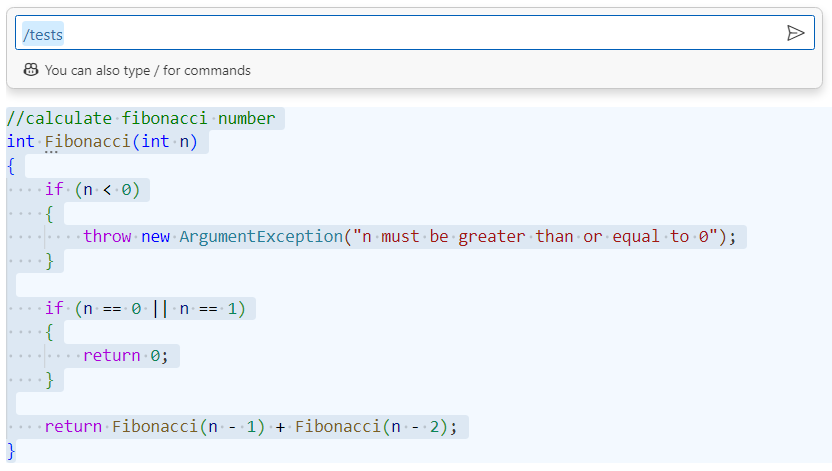 /tests
You can also type / for commands
//calculate fibonacci number
int Fibonacci(int n)
{
    if (n < 0)
    {
        throw new ArgumentException("n must be greater than or equal to 0");
    }

    if (n == 0 || n == 1)
    {
        return 0;
    }

    return Fibonacci(n - 1) + Fibonacci(n - 2);
}